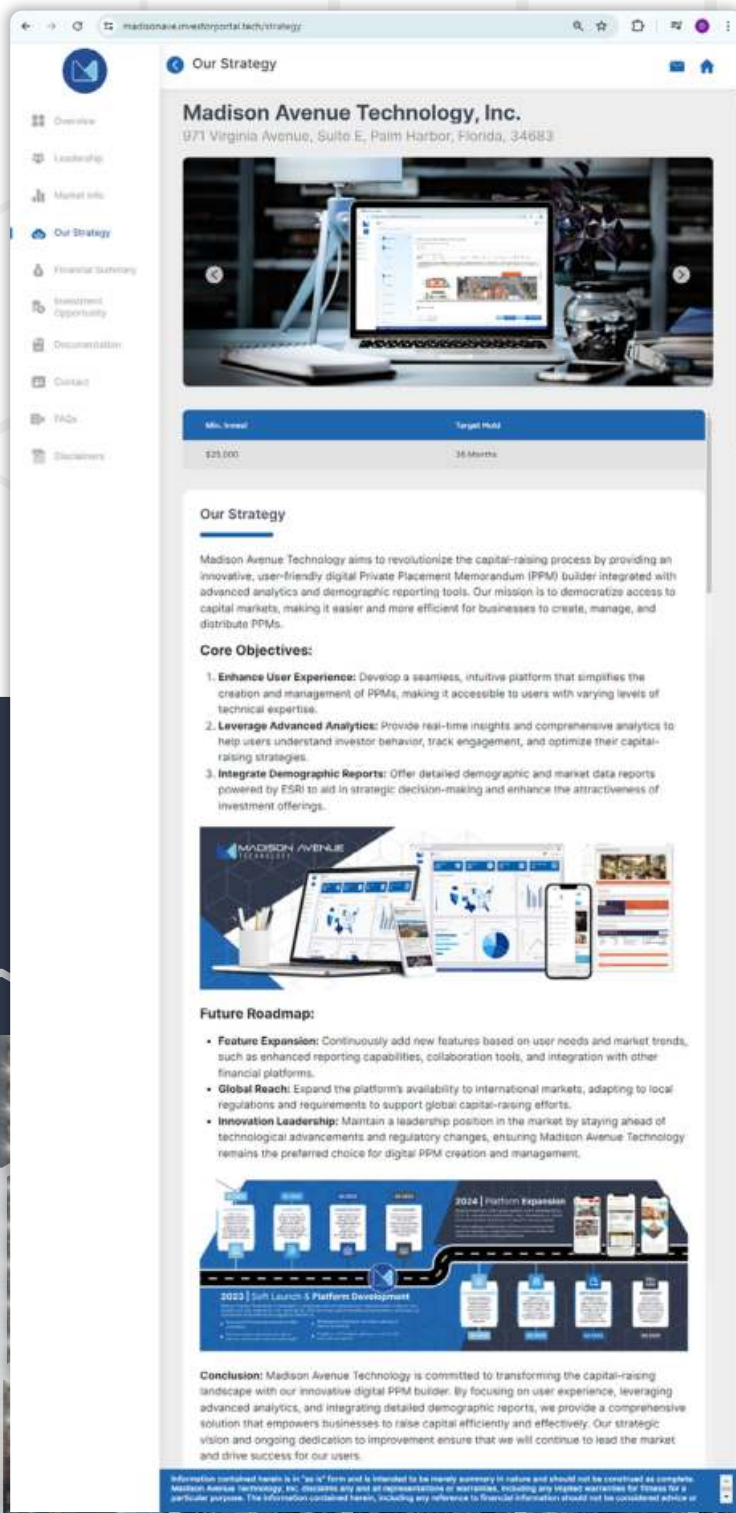 madisonave.investorportal.tech/strategy
Our Strategy
Overview
Leadership
Market Info
Our Strategy
Financial Summary
Investment
Opportunity
Documentation
Contact
FAQs
Disclaimers
Madison Avenue Technology, Inc.
971 Virginia Avenue, Suite E, Palm Harbor, Florida, 34683
Min. Invest Target Hold
$25,000 36 Months
Our Strategy
Madison Avenue Technology aims to revolutionize the capital-raising process by providing an
innovative, user-friendly digital Private Placement Memorandum (PPM) builder integrated with
advanced analytics and demographic reporting tools. Our mission is to democratize access to
capital markets, making it easier and more efficient for businesses to create, manage, and
distribute PPMs.
Core Objectives:
1. Enhance User Experience: Develop a seamless, intuitive platform that simplifies the
creation and management of PPMs, making it accessible to users with varying levels of
technical expertise.
2. Leverage Advanced Analytics: Provide real-time insights and comprehensive analytics to
help users understand investor behavior, track engagement, and optimize their capital-
raising strategies.
3. Integrate Demographic Reports: Offer detailed demographic and market data reports
powered by ESRI to aid in strategic decision-making and enhance the attractiveness of
investment offerings.
MADISON AVENUE
TECHNOLOGY
Future Roadmap:
• Feature Expansion: Continuously add new features based on user needs and market trends,
such as enhanced reporting capabilities, collaboration tools, and integration with other
financial platforms.
• Global Reach: Expand the platform's availability to international markets, adapting to local
regulations and requirements to support global capital-raising efforts.
• Innovation Leadership: Maintain a leadership position in the market by staying ahead of
technological advancements and regulatory changes, ensuring Madison Avenue Technology
remains the preferred choice for digital PPM creation and management.
2024 | Platform Expansion
2023 | Soft Launch & Platform Development
Conclusion: Madison Avenue Technology is committed to transforming the capital-raising
landscape with our innovative digital PPM builder. By focusing on user experience, leveraging
advanced analytics, and integrating detailed demographic reports, we provide a comprehensive
solution that empowers businesses to raise capital efficiently and effectively. Our strategic
vision and ongoing dedication to improvement ensure that we will continue to lead the market
and drive success for our users.
Information contained herein is in "as is" form and is intended to be merely summary in nature and should not be construed as complete.
Madison Avenue Technology, Inc. disclaims any and all representations or warranties, including any implied warranties for fitness for a
particular purpose. The information contained herein, including any reference to financial information should not be considered advice or